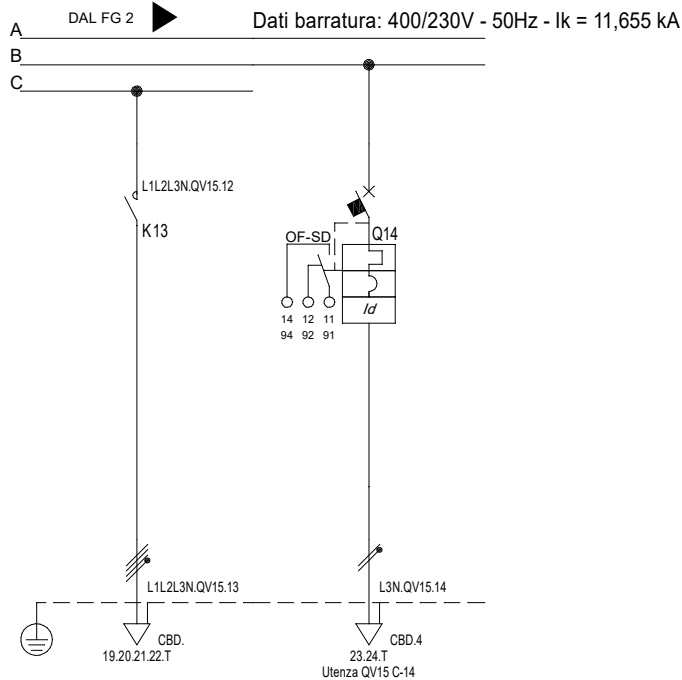 DAL FG 2
Dati barratura: 400/230V - 50Hz - Ik = 11,655 kA
A
B
C
L1L2L3N.QV15.12
K13
OF-SD
Q14
Id
14 12 11
94 92 91
L1L2L3N.QV15.13
L3N.QV15.14
CBD.
19.20.21.22.T
CBD.4
23.24.T
Utenza QV15 C-14